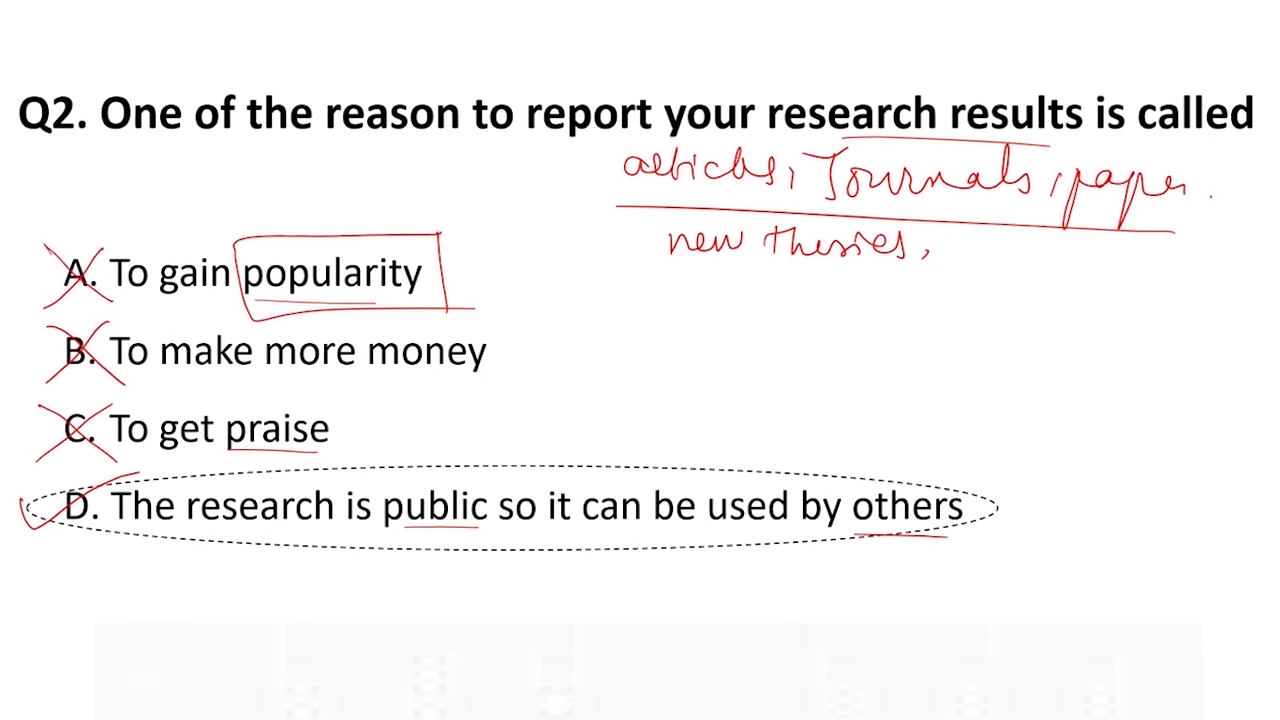 Q2. One of the reason to report your research results is called
articles, Journals, paper.
new thesies,
A. To gain popularity
B. To make more money
C. To get praise
D. The research is public so it can be used by others